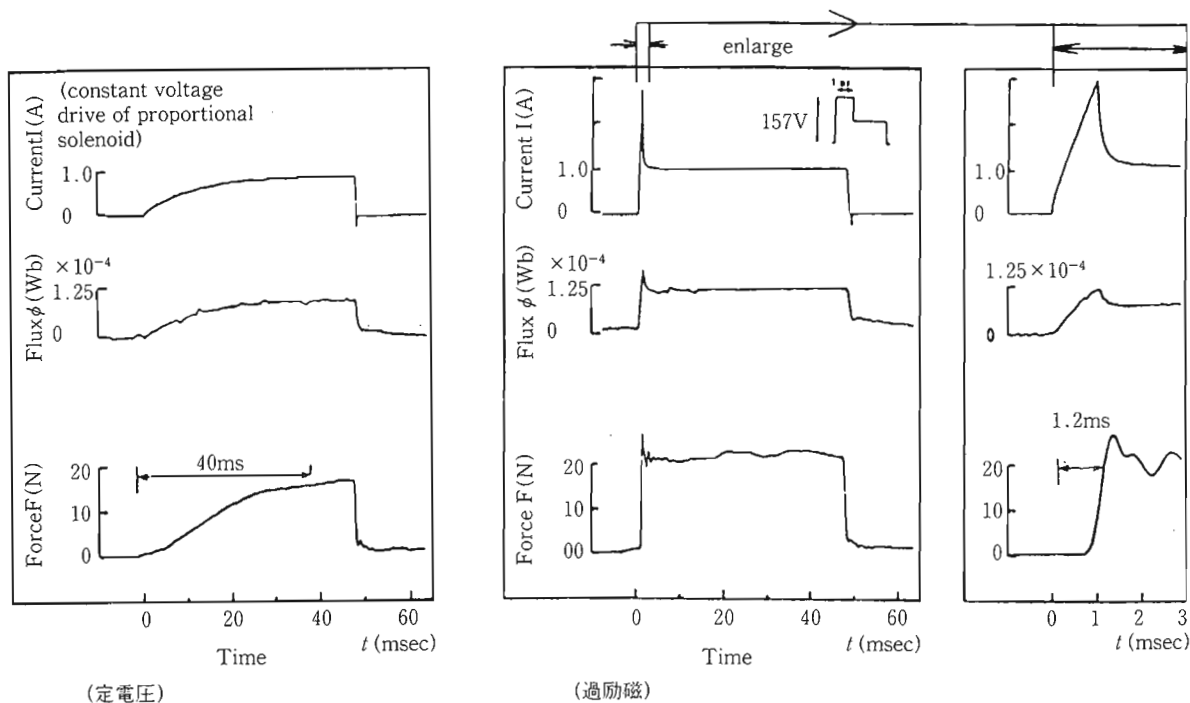 enlarge
(constant voltage
drive of proportional
solenoid)
Current I (A)
1.0
0
×10⁻⁴
1.25
0
Flux ϕ (Wb)
40ms
20
10
0
Force F (N)
0 20 40 60
t (msec)
Time
(定電圧)
157V
Current I (A)
1.0
0
×10⁻⁴
1.25
0
Flux ϕ (Wb)
20
10
00
Force F (N)
0 20 40 60
t (msec)
Time
(過励磁)
1.0
0
1.25×10⁻⁴
0
1.2ms
20
10
0
0 1 2 3
t (msec)